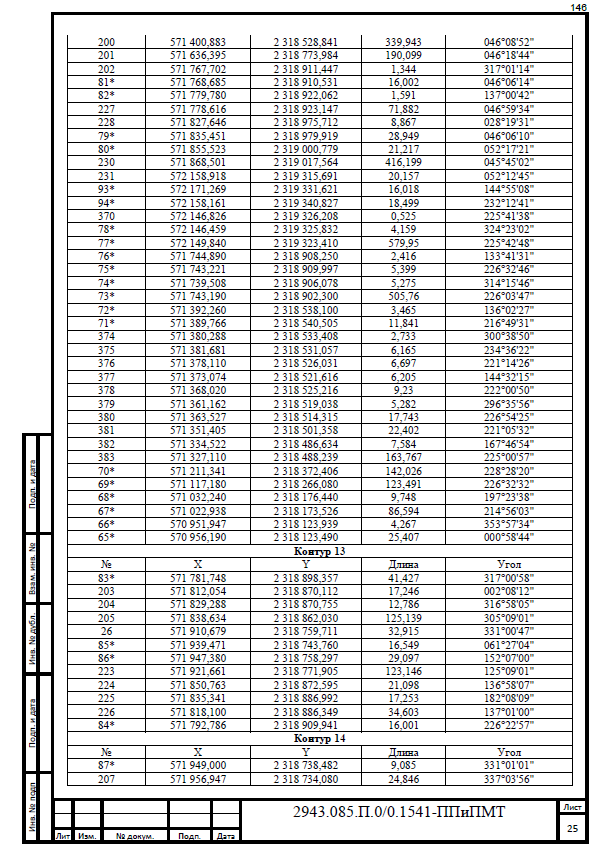 146
200 571 400,883 2 318 528,841 339,943 046°08'52"
201 571 636,395 2 318 773,984 190,099 046°18'44"
202 571 767,702 2 318 911,447 1,344 317°01'14"
81* 571 768,685 2 318 910,531 16,002 046°06'14"
82* 571 779,780 2 318 922,062 1,591 137°00'42"
227 571 778,616 2 318 923,147 71,882 046°59'34"
228 571 827,646 2 318 975,712 8,867 028°19'31"
79* 571 835,451 2 318 979,919 28,949 046°06'10"
80* 571 855,523 2 319 000,779 21,217 052°17'21"
230 571 868,501 2 319 017,564 416,199 045°45'02"
231 572 158,918 2 319 315,691 20,157 052°12'45"
93* 572 171,269 2 319 331,621 16,018 144°55'08"
94* 572 158,161 2 319 340,827 18,499 232°12'41"
370 572 146,826 2 319 326,208 0,525 225°41'38"
78* 572 146,459 2 319 325,832 4,159 324°23'02"
77* 572 149,840 2 319 323,410 579,95 225°42'48"
76* 571 744,890 2 318 908,250 2,416 133°41'31"
75* 571 743,221 2 318 909,997 5,399 226°32'46"
74* 571 739,508 2 318 906,078 5,275 314°15'46"
73* 571 743,190 2 318 902,300 505,76 226°03'47"
72* 571 392,260 2 318 538,100 3,465 136°02'27"
71* 571 389,766 2 318 540,505 11,841 216°49'31"
374 571 380,288 2 318 533,408 2,733 300°38'50"
375 571 381,681 2 318 531,057 6,165 234°36'22"
376 571 378,110 2 318 526,031 6,697 221°14'26"
377 571 373,074 2 318 521,616 6,205 144°32'15"
378 571 368,020 2 318 525,216 9,23 222°00'50"
379 571 361,162 2 318 519,038 5,282 296°35'56"
380 571 363,527 2 318 514,315 17,743 226°54'25"
381 571 351,405 2 318 501,358 22,402 221°05'32"
382 571 334,522 2 318 486,634 7,584 167°46'54"
383 571 327,110 2 318 488,239 163,767 225°00'57"
70* 571 211,341 2 318 372,406 142,026 228°28'20"
69* 571 117,180 2 318 266,080 123,491 226°32'32"
68* 571 032,240 2 318 176,440 9,748 197°23'38"
67* 571 022,938 2 318 173,526 86,594 214°56'03"
66* 570 951,947 2 318 123,939 4,267 353°57'34"
65* 570 956,190 2 318 123,490 25,407 000°58'44"
Контур 13
№ X Y Длина Угол
83* 571 781,748 2 318 898,357 41,427 317°00'58"
203 571 812,054 2 318 870,112 17,246 002°08'12"
204 571 829,288 2 318 870,755 12,786 316°58'05"
205 571 838,634 2 318 862,030 125,139 305°09'01"
26 571 910,679 2 318 759,711 32,915 331°00'47"
85* 571 939,471 2 318 743,760 16,549 061°27'04"
86* 571 947,380 2 318 758,297 29,097 152°07'00"
223 571 921,661 2 318 771,905 123,146 125°09'01"
224 571 850,763 2 318 872,595 21,098 136°58'07"
225 571 835,341 2 318 886,992 17,253 182°08'09"
226 571 818,100 2 318 886,349 34,603 137°01'00"
84* 571 792,786 2 318 909,941 16,001 226°22'57"
Контур 14
№ X Y Длина Угол
87* 571 949,000 2 318 738,482 9,085 331°01'01"
207 571 956,947 2 318 734,080 24,846 337°03'56"
Подп. и дата
Взам. инв. №
Инв. № дубл.
Подп. и дата
Инв. № подп
2943.085.П.0/0.1541-ППиПМТ
Лист
25
Лит Изм. № докум. Подп. Дата